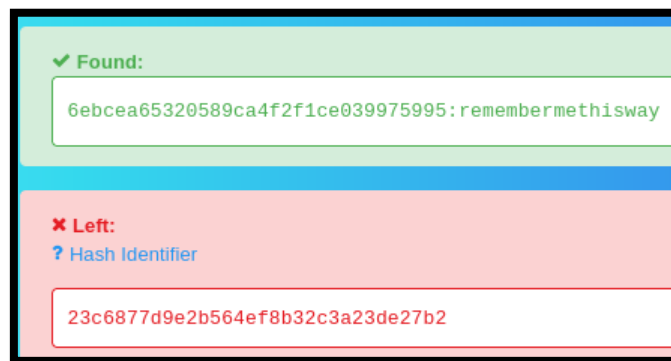 ✔ Found:
6ebcea65320589ca4f2f1ce039975995:remembermethisway
✖ Left:
? Hash Identifier
23c6877d9e2b564ef8b32c3a23de27b2